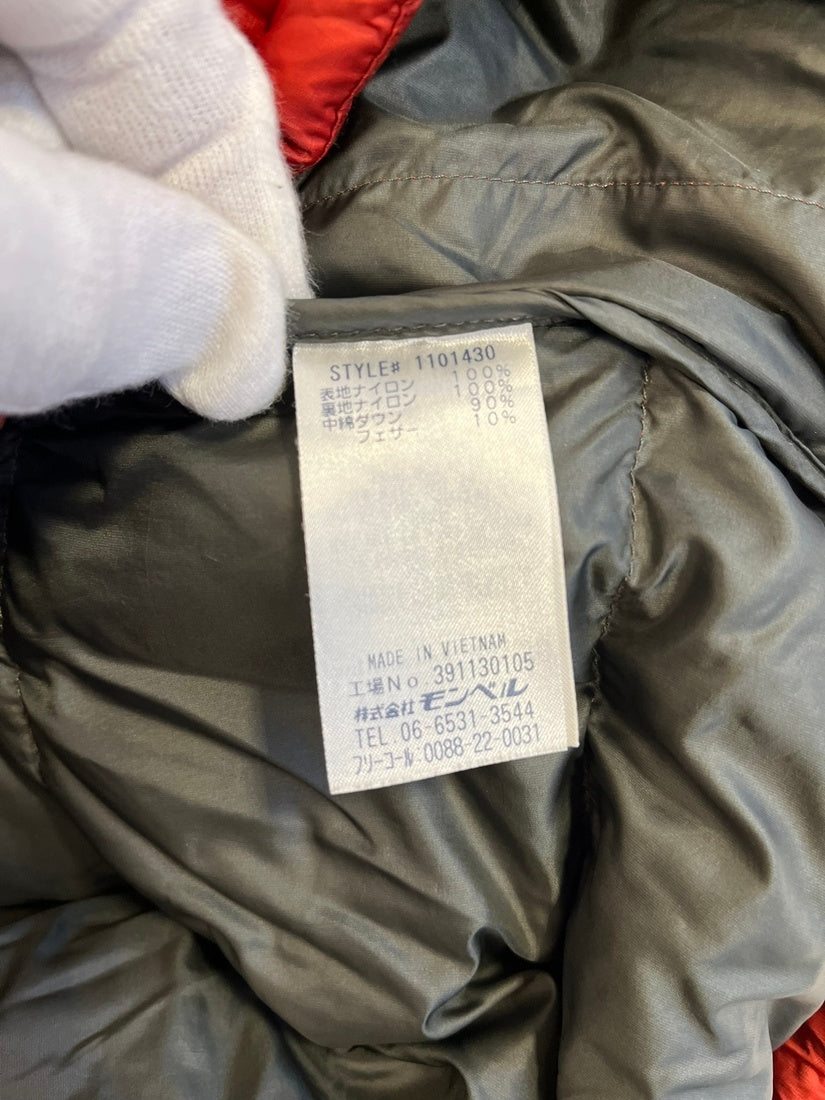 STYLE# 1101430
表地ナイロン 100%
裏地ナイロン 100%
中綿ダウン 90%
フェザー 10%
MADE IN VIETNAM
工場No.391130105
株式会社 モンベル
TEL 06-6531-3544
フリーコール 0088-22-0031